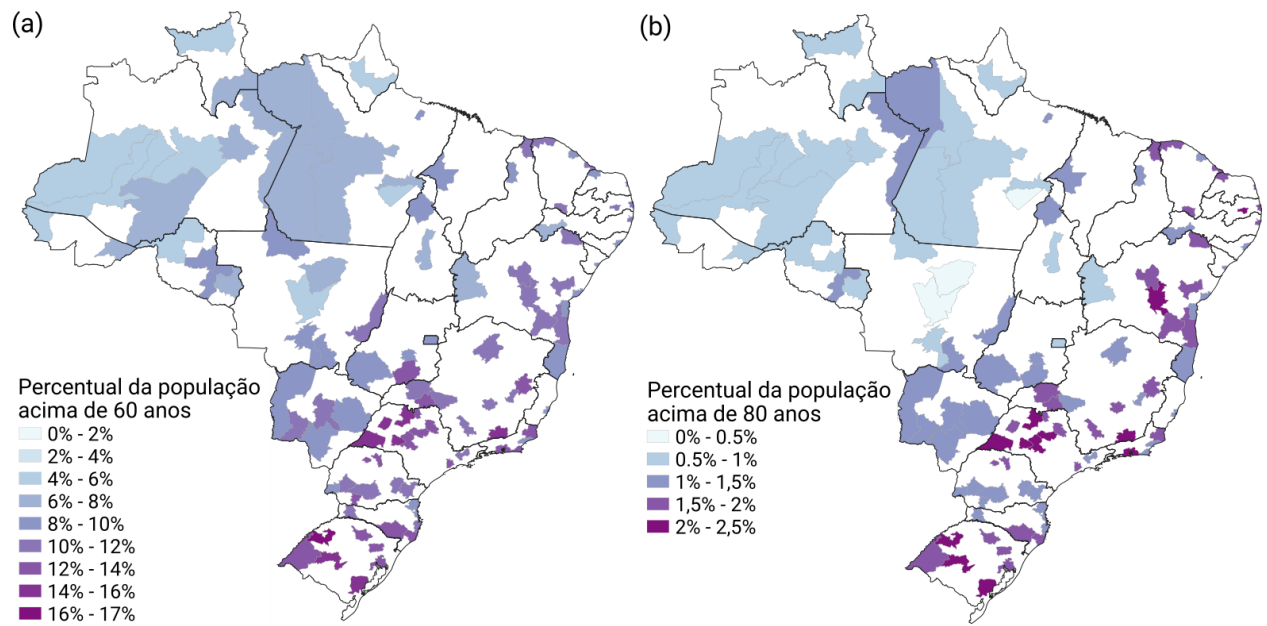 (a)
Percentual da população
acima de 60 anos
0% - 2%
2% - 4%
4% - 6%
6% - 8%
8% - 10%
10% - 12%
12% - 14%
14% - 16%
16% - 17%
(b)
Percentual da população
acima de 80 anos
0% - 0.5%
0.5% - 1%
1% - 1,5%
1,5% - 2%
2% - 2,5%